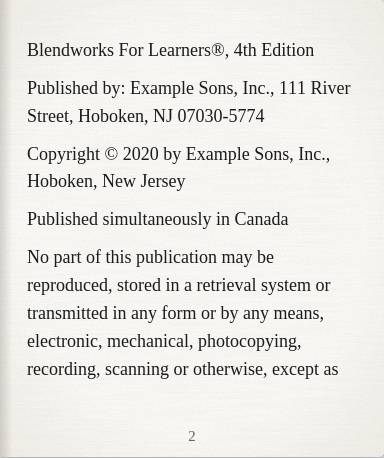 Blendworks For Learners®, 4th Edition
Published by: Example Sons, Inc., 111 River
Street, Hoboken, NJ 07030-5774
Copyright © 2020 by Example Sons, Inc.,
Hoboken, New Jersey
Published simultaneously in Canada
No part of this publication may be
reproduced, stored in a retrieval system or
transmitted in any form or by any means,
electronic, mechanical, photocopying,
recording, scanning or otherwise, except as
2